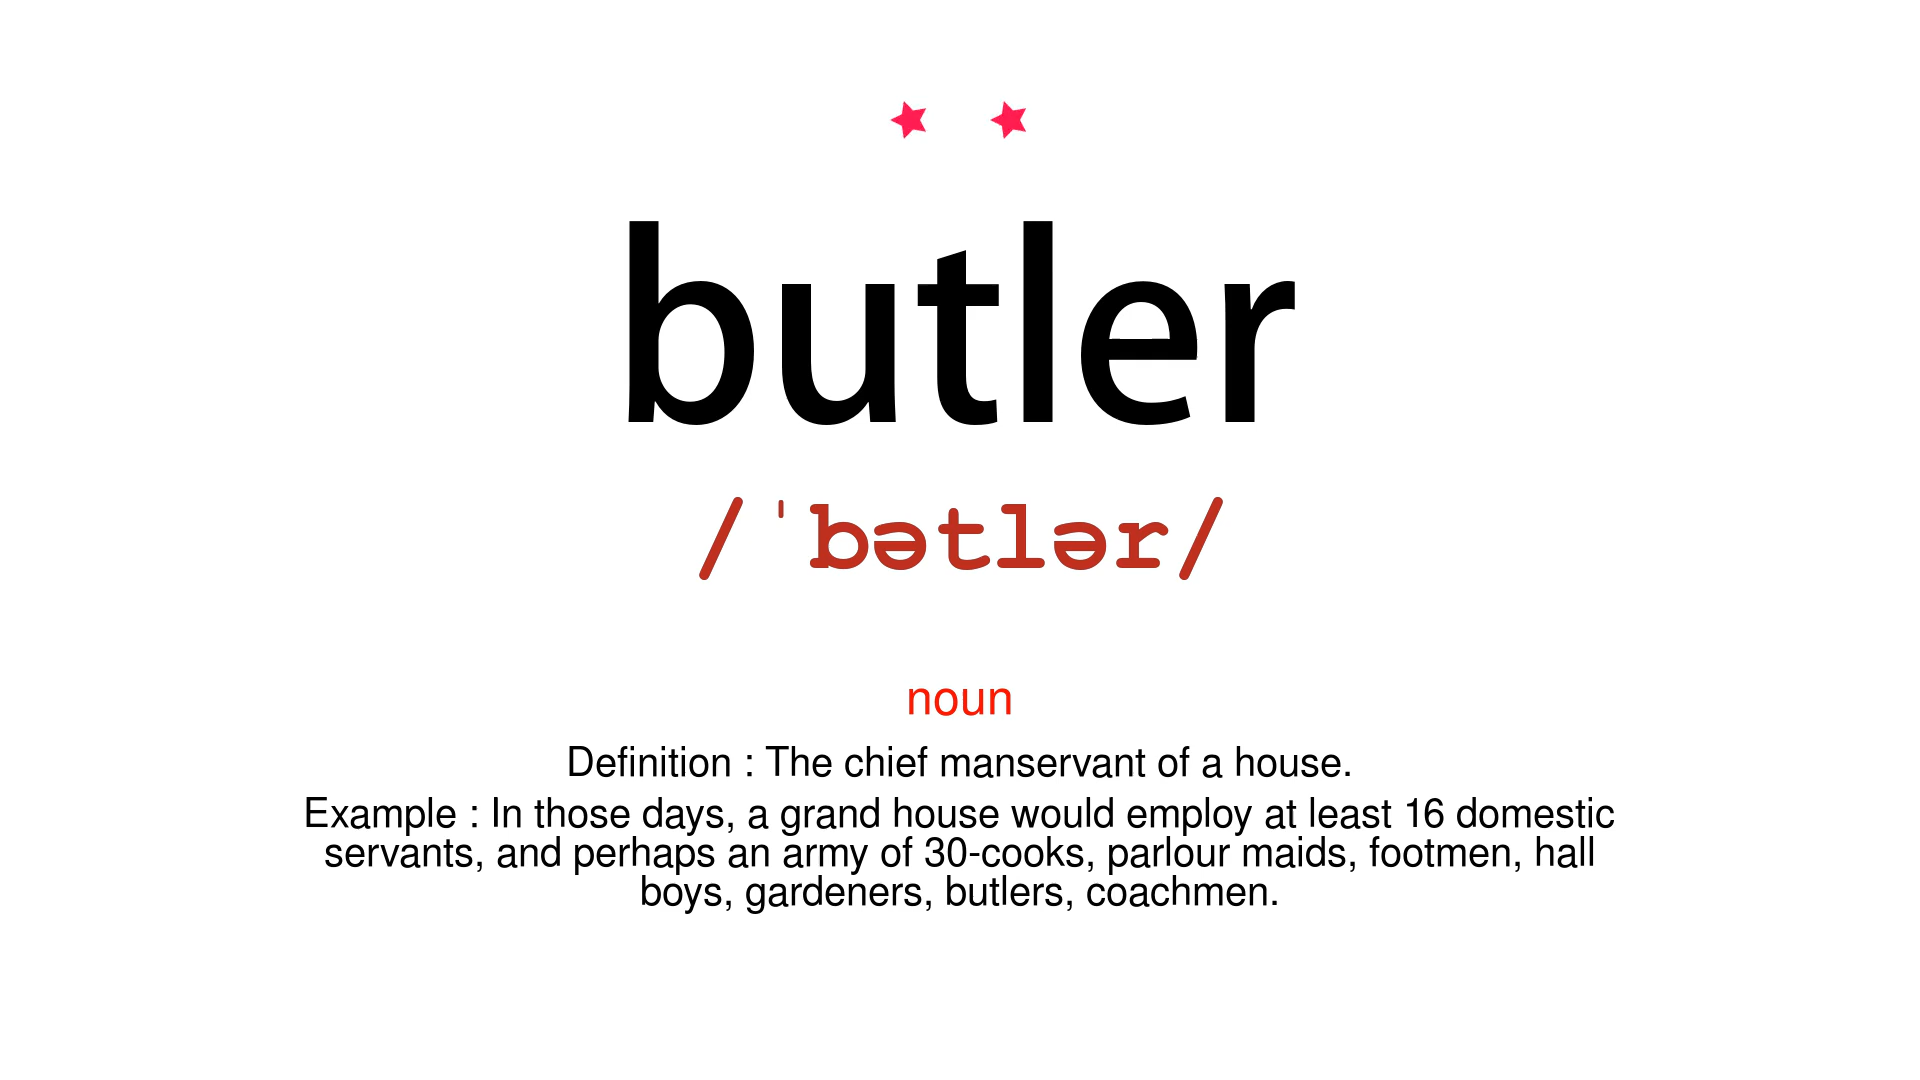 butler
/ˈbətlər/
noun
Definition : The chief manservant of a house.
Example : In those days, a grand house would employ at least 16 domestic
servants, and perhaps an army of 30-cooks, parlour maids, footmen, hall
boys, gardeners, butlers, coachmen.